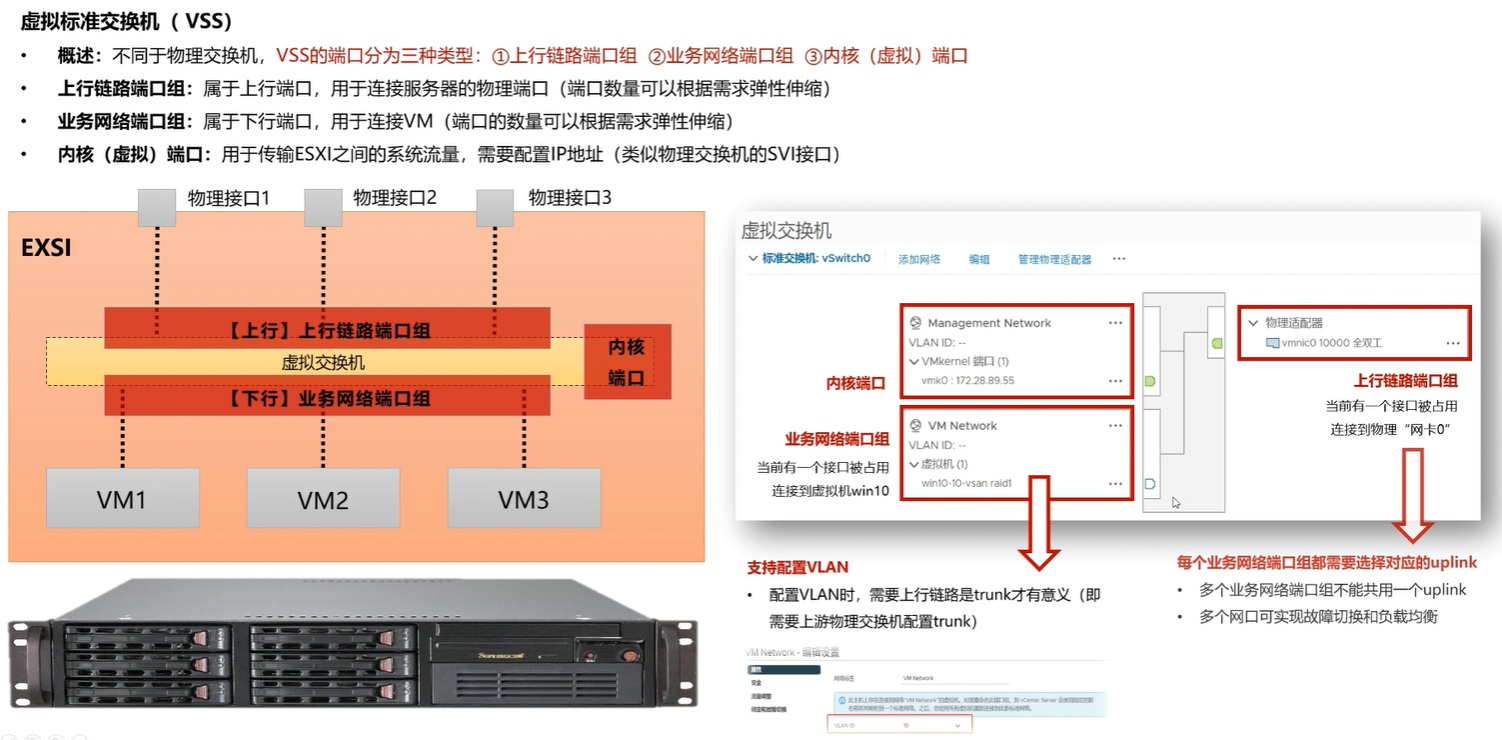 虚拟标准交换机（ VSS）
• 概述：不同于物理交换机，VSS的端口分为三种类型：①上行链路端口组 ②业务网络端口组 ③内核（虚拟）端口
• 上行链路端口组：属于上行端口，用于连接服务器的物理端口（端口数量可以根据需求弹性伸缩）
• 业务网络端口组：属于下行端口，用于连接VM（端口的数量可以根据需求弹性伸缩）
• 内核（虚拟）端口：用于传输ESXI之间的系统流量，需要配置IP地址（类似物理交换机的SVI接口）
物理接口1
物理接口2
物理接口3
EXSI
【上行】上行链路端口组
虚拟交换机
内核
端口
【下行】业务网络端口组
VM1
VM2
VM3
SUPERMICRO
虚拟交换机
标准交换机: vSwitch0
添加网络
编辑
管理物理适配器
···
Management Network
···
VLAN ID: --
VMkernel 端口 (1)
vmk0 : 172.28.89.55
···
内核端口
VM Network
···
VLAN ID: --
虚拟机 (1)
win10-10-vsan raid1
···
业务网络端口组
当前有一个接口被占用
连接到虚拟机win10
物理适配器
vmnic0 10000 全双工
···
上行链路端口组
当前有一个接口被占用
连接到物理“网卡0”
支持配置VLAN
• 配置VLAN时，需要上行链路是trunk才有意义（即
需要上游物理交换机配置trunk）
每个业务网络端口组都需要选择对应的uplink
• 多个业务网络端口组不能共用一个uplink
• 多个网口可实现故障切换和负载均衡
VM Network - 编辑设置
属性
安全
流量调整
绑定和故障切换
网络标签
VM Network
VLAN ID